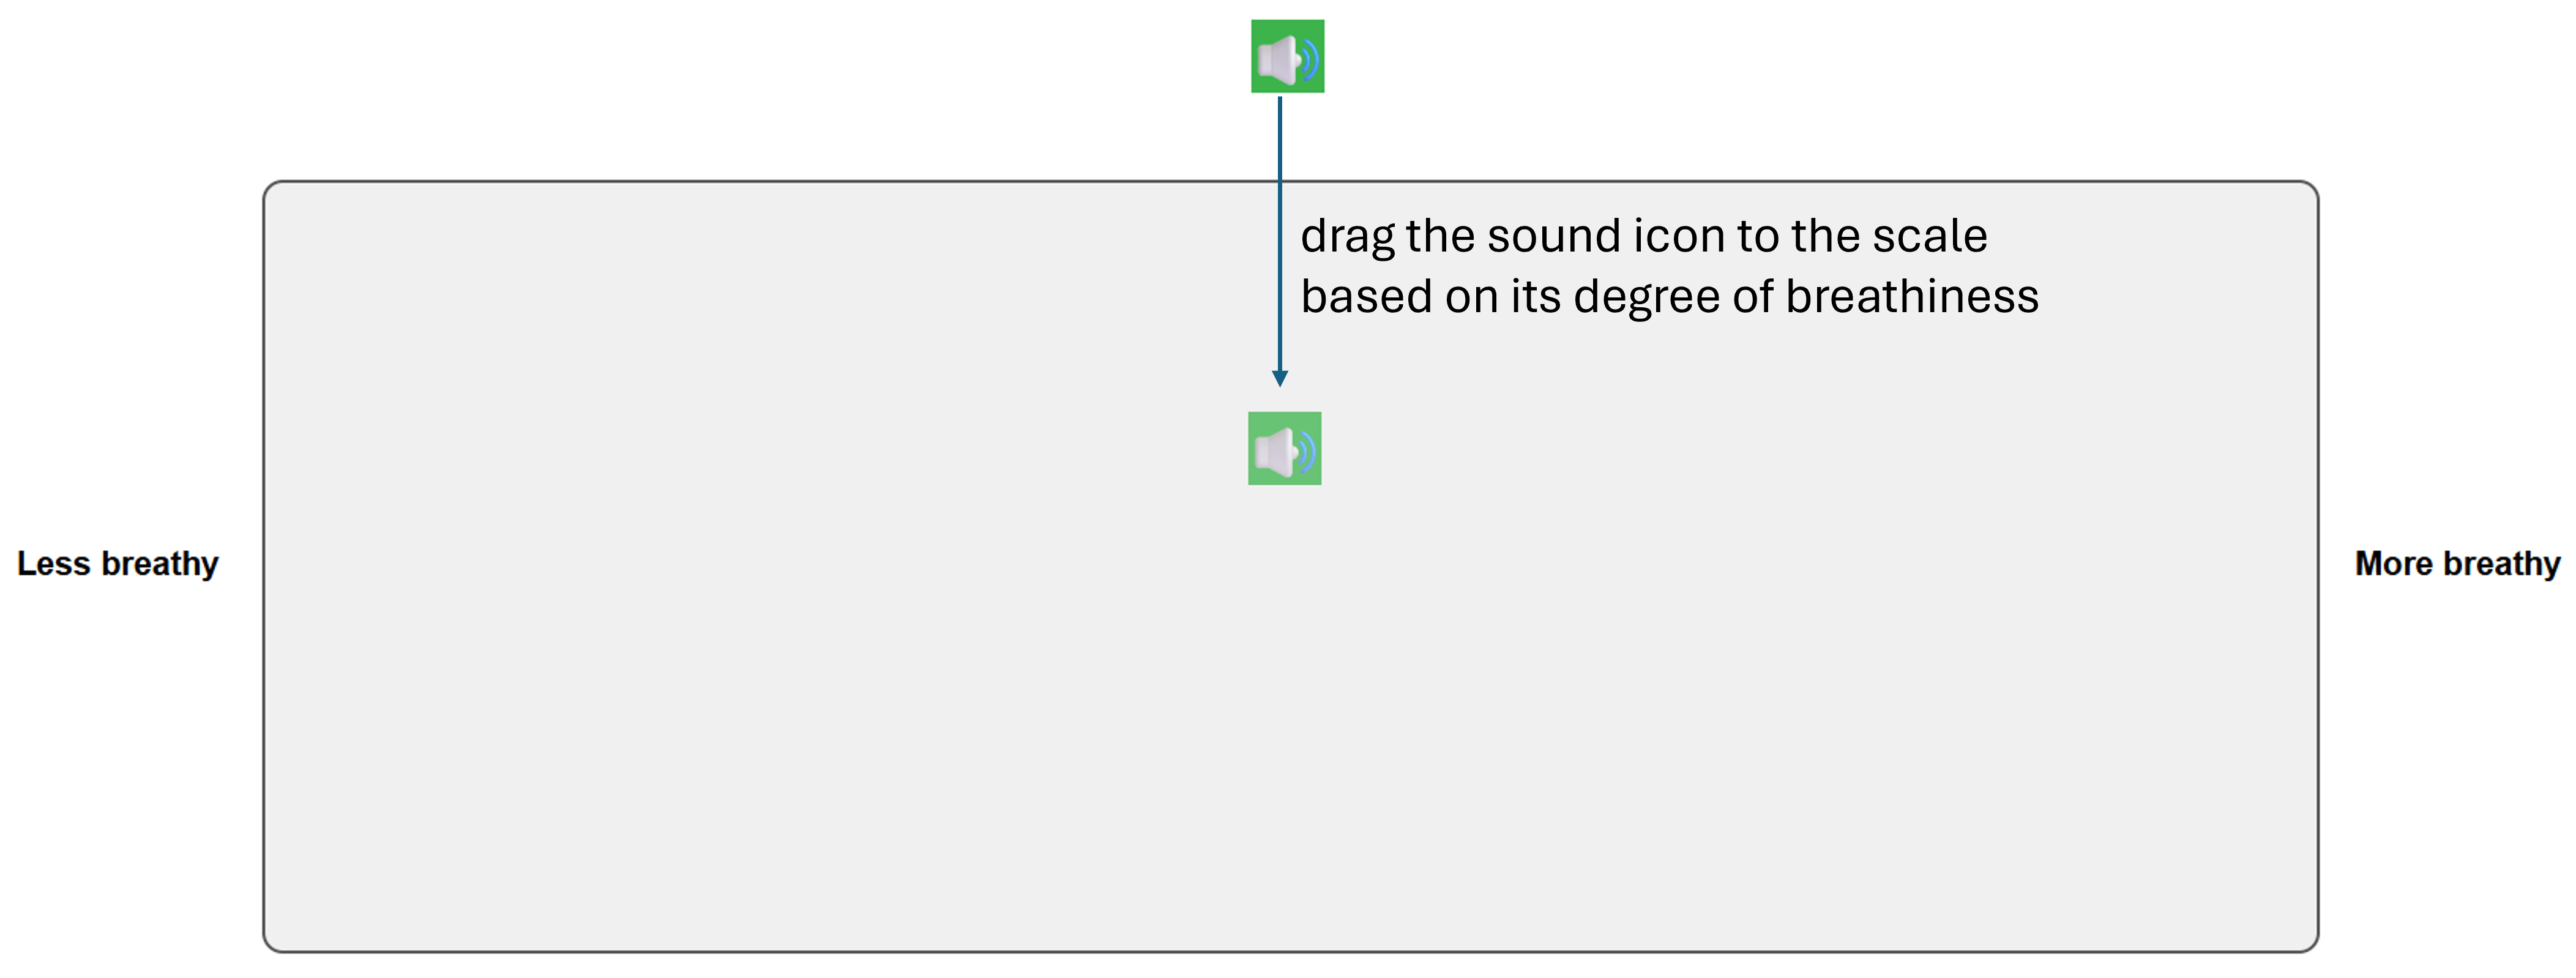 drag the sound icon to the scale
based on its degree of breathiness
Less breathy
More breathy